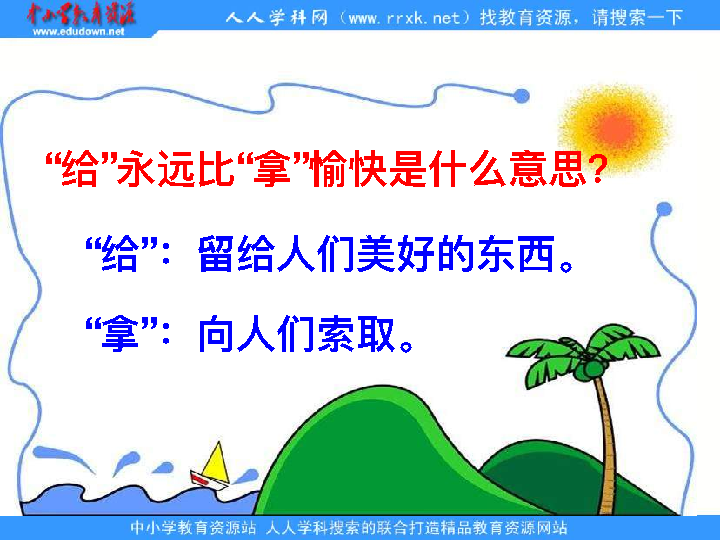 中小学教育资源
www.edudown.net
人人学科网（www.rrxk.net）找教育资源，请搜索一下
“给”永远比“拿”愉快是什么意思?
“给”：留给人们美好的东西。
“拿”：向人们索取。
中小学教育资源站 人人学科搜索的联合打造精品教育资源网站